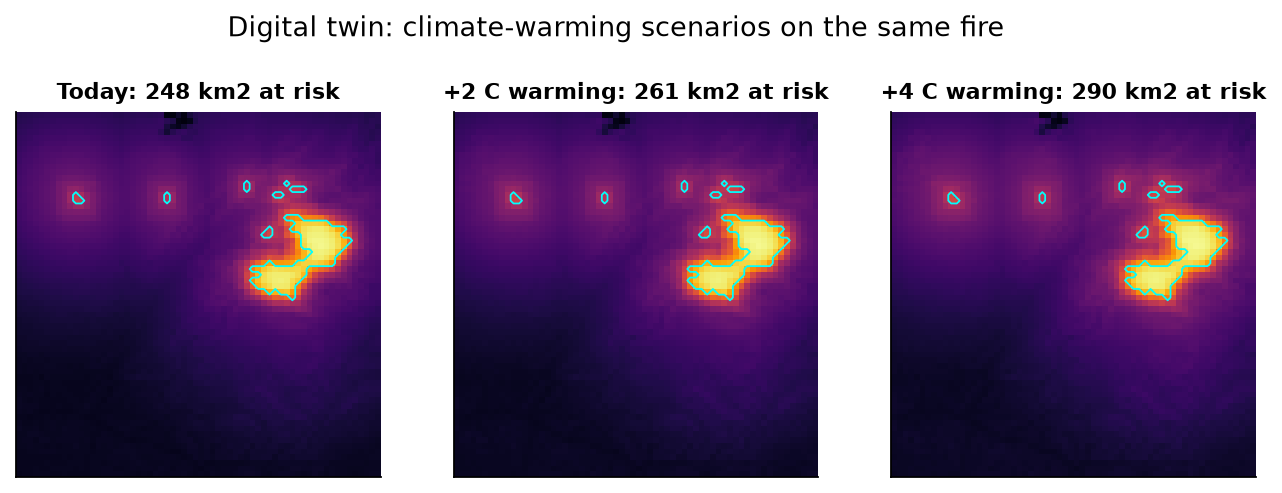 Digital twin: climate-warming scenarios on the same fire
Today: 248 km2 at risk
+2 C warming: 261 km2 at risk
+4 C warming: 290 km2 at risk